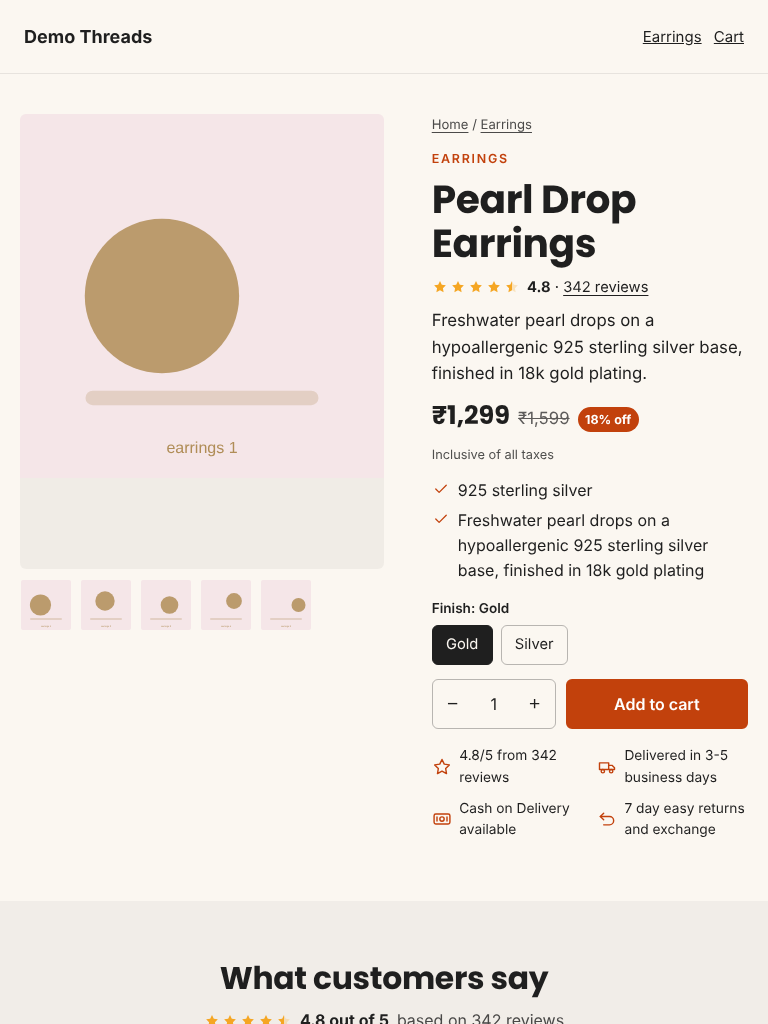 Demo Threads
Earrings Cart
earrings 1
Home / Earrings
EARRINGS
Pearl Drop
Earrings
4.8 · 342 reviews
Freshwater pearl drops on a
hypoallergenic 925 sterling silver base,
finished in 18k gold plating.
₹1,299 ₹1,599 18% off
Inclusive of all taxes
925 sterling silver
Freshwater pearl drops on a
hypoallergenic 925 sterling silver
base, finished in 18k gold plating
Finish: Gold
Gold Silver
− 1 + Add to cart
4.8/5 from 342
reviews
Delivered in 3-5
business days
Cash on Delivery
available
7 day easy returns
and exchange
What customers say
4.8 out of 5 based on 342 reviews